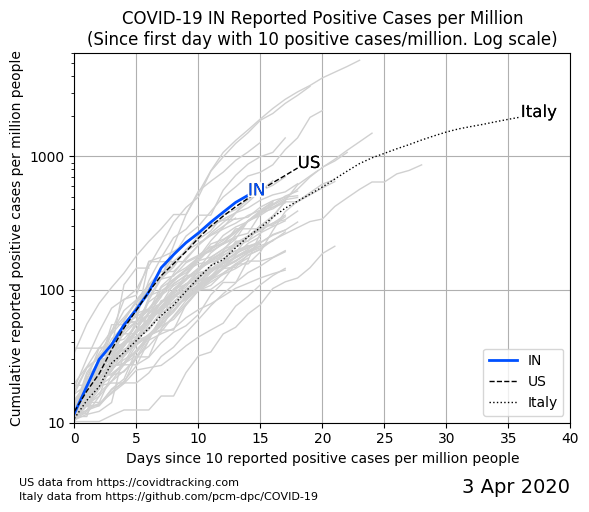 COVID-19 IN Reported Positive Cases per Million
(Since first day with 10 positive cases/million. Log scale)
Cumulative reported positive cases per million people
1000
100
10
Italy
US
IN
IN
US
Italy
0 5 10 15 20 25 30 35 40
Days since 10 reported positive cases per million people
US data from https://covidtracking.com
Italy data from https://github.com/pcm-dpc/COVID-19
3 Apr 2020